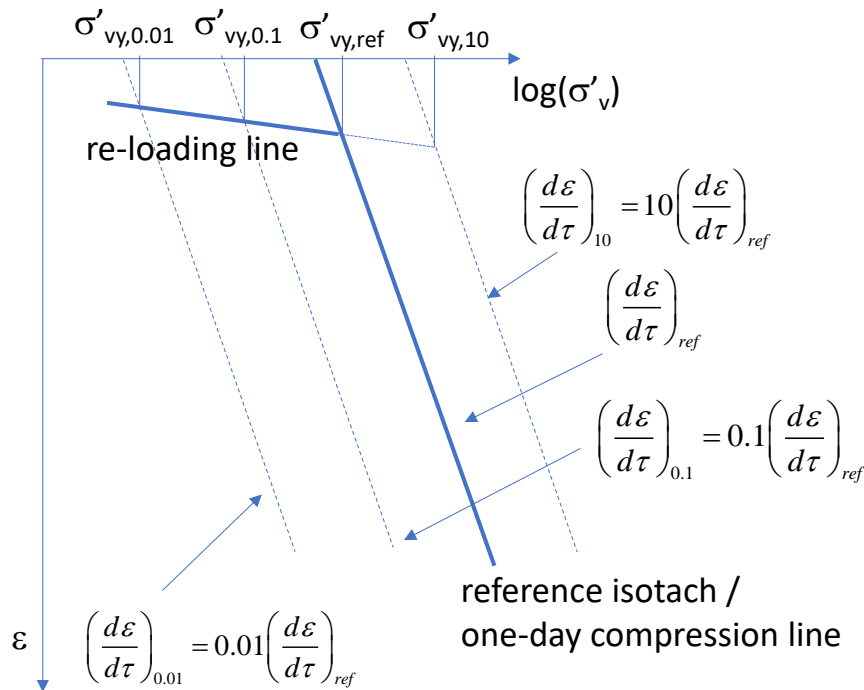 σ'vy,0.01 σ'vy,0.1 σ'vy,ref σ'vy,10
log(σ'v)
re-loading line
(dε/dτ)10 = 10(dε/dτ)ref
(dε/dτ)ref
(dε/dτ)0.1 = 0.1(dε/dτ)ref
reference isotach /
one-day compression line
ε
(dε/dτ)0.01 = 0.01(dε/dτ)ref